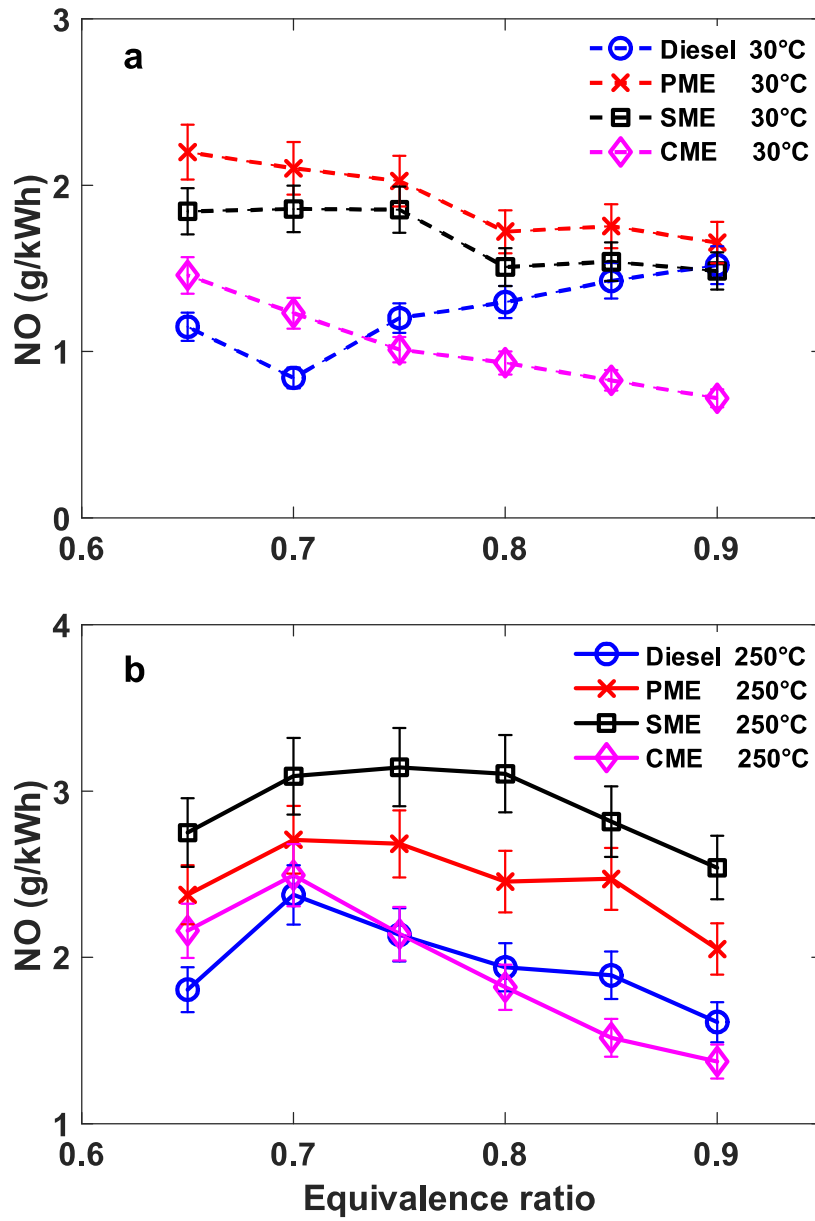 3
a
Diesel 30°C
PME 30°C
SME 30°C
CME 30°C
2
NO (g/kWh)
1
0
0.6 0.7 0.8 0.9
4
b
Diesel 250°C
PME 250°C
SME 250°C
CME 250°C
3
NO (g/kWh)
2
1
0.6 0.7 0.8 0.9
Equivalence ratio